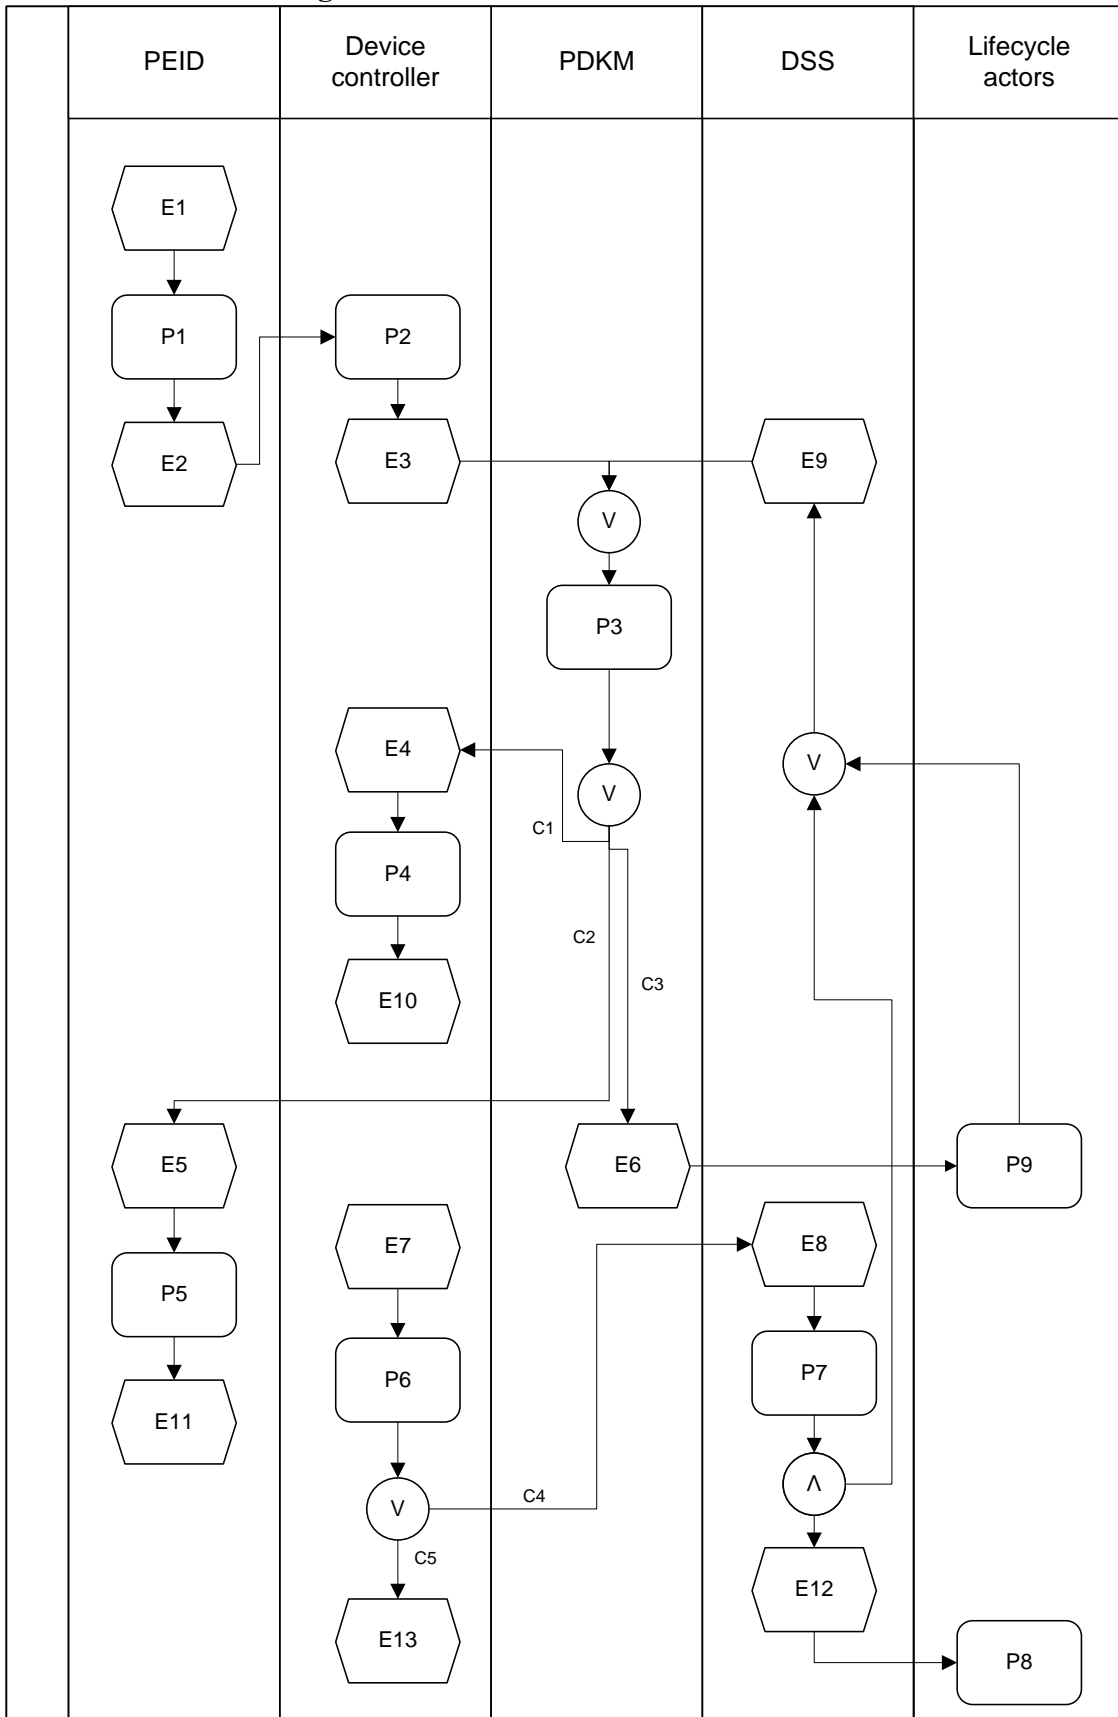 PEID
Device
controller
PDKM
DSS
Lifecycle
actors
E1
P1
P2
E2
E3
E9
V
P3
E4
V
V
C1
P4
C2
C3
E10
E5
E6
P9
E7
E8
P5
P6
P7
E11
V
C4
Λ
C5
E12
E13
P8